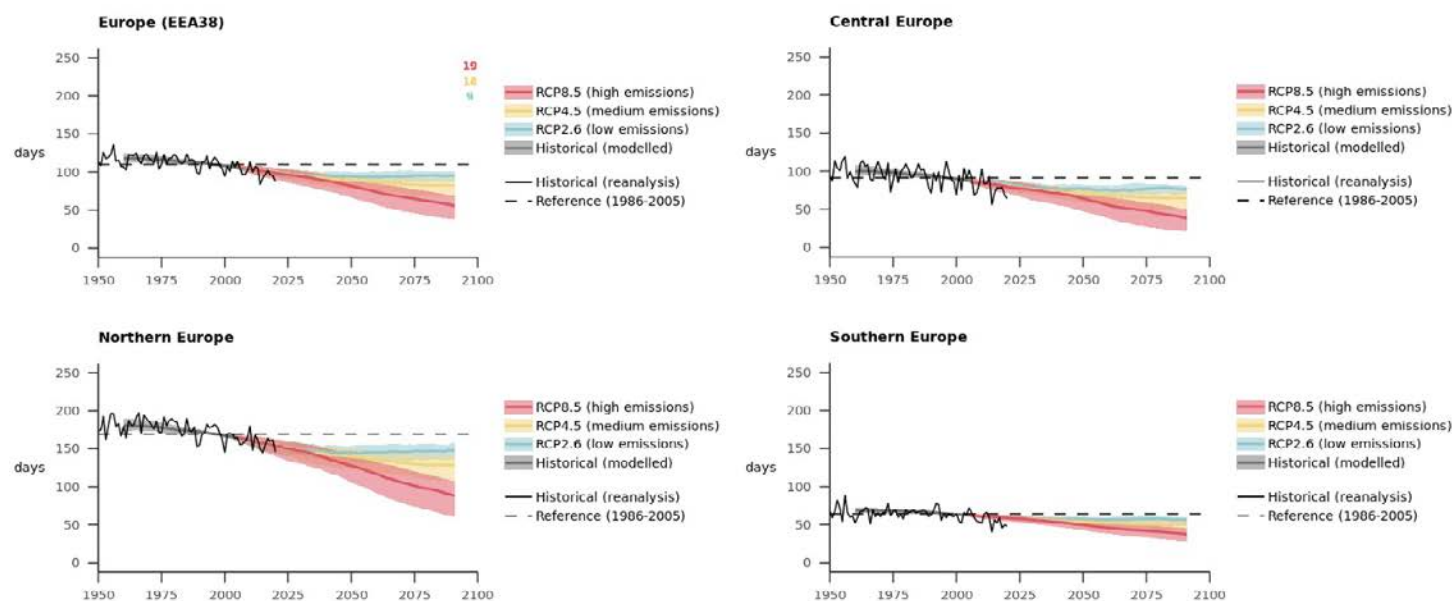 Europe (EEA38)
250
200
150
100
50
0
days
1950 1975 2000 2025 2050 2075 2100
19
18
9
RCP8.5 (high emissions)
RCP4.5 (medium emissions)
RCP2.6 (low emissions)
Historical (modelled)
Historical (reanalysis)
Reference (1986-2005)
Central Europe
250
200
150
100
50
0
days
1950 1975 2000 2025 2050 2075 2100
RCP8.5 (high emissions)
RCP4.5 (medium emissions)
RCP2.6 (low emissions)
Historical (modelled)
Historical (reanalysis)
Reference (1986-2005)
Northern Europe
250
200
150
100
50
0
days
1950 1975 2000 2025 2050 2075 2100
RCP8.5 (high emissions)
RCP4.5 (medium emissions)
RCP2.6 (low emissions)
Historical (modelled)
Historical (reanalysis)
Reference (1986-2005)
Southern Europe
250
200
150
100
50
0
days
1950 1975 2000 2025 2050 2075 2100
RCP8.5 (high emissions)
RCP4.5 (medium emissions)
RCP2.6 (low emissions)
Historical (modelled)
Historical (reanalysis)
Reference (1986-2005)